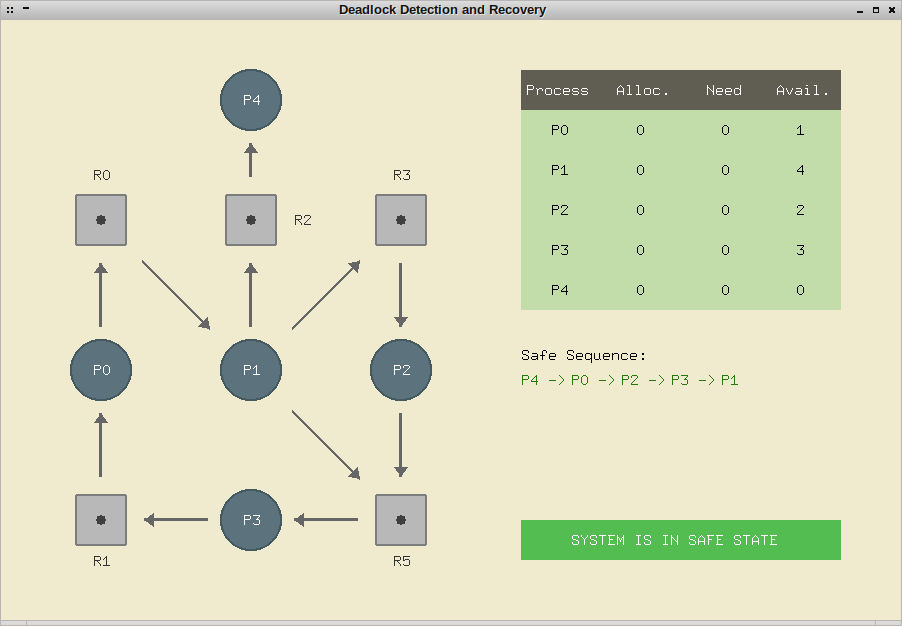 Deadlock Detection and Recovery
P4
R0
R3
R2
P0
P1
P2
P3
R1
R5
Process Alloc. Need Avail.
P0 0 0 1
P1 0 0 4
P2 0 0 2
P3 0 0 3
P4 0 0 0
Safe Sequence:
P4 -> P0 -> P2 -> P3 -> P1
SYSTEM IS IN SAFE STATE